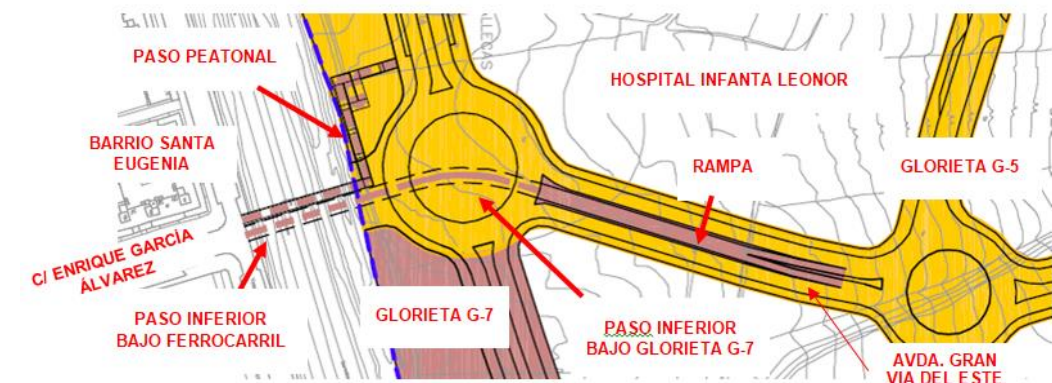 PASO PEATONAL
HOSPITAL INFANTA LEONOR
BARRIO SANTA
EUGENIA
RAMPA
GLORIETA G-5
C/ ENRIQUE GARCÍA
ÁLVAREZ
PASO INFERIOR
BAJO FERROCARRIL
GLORIETA G-7
PASO INFERIOR
BAJO GLORIETA G-7
AVDA. GRAN
VIA DEL ESTE